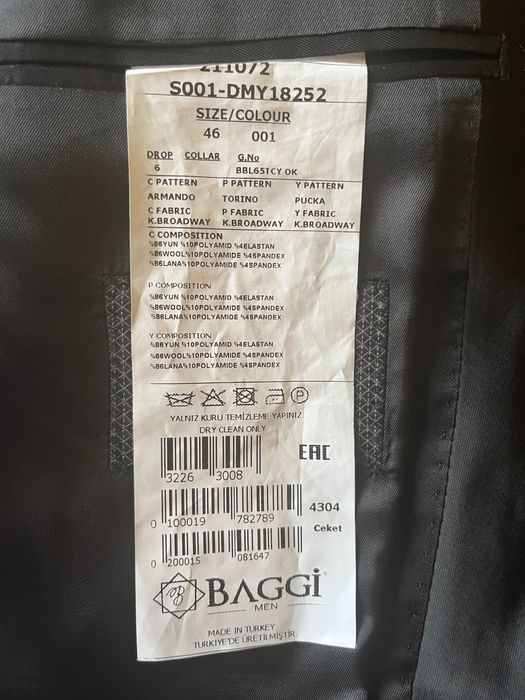 211072
S001-DMY18252
SIZE/COLOUR
46 001
DROP COLLAR G.No
6 BBL65TCY OK
C PATTERN P PATTERN Y PATTERN
ARMANDO TORINO PUCKA
C FABRIC P FABRIC Y FABRIC
K.BROADWAY K.BROADWAY K.BROADWAY
C COMPOSITION
%86YUN %10POLYAMID %4ELASTAN
%86WOOL%10POLYAMIDE %4SPANDEX
%86LANA%10POLYAMIDE %4SPANDEX
P COMPOSITION
%86YUN %10POLYAMID %4ELASTAN
%86WOOL%10POLYAMIDE %4SPANDEX
%86LANA%10POLYAMIDE %4SPANDEX
Y COMPOSITION
%86YUN %10POLYAMID %4ELASTAN
%86WOOL%10POLYAMIDE %4SPANDEX
%86LANA%10POLYAMIDE %4SPANDEX
P
YALNIZ KURU TEMİZLEME YAPINIZ
DRY CLEAN ONLY
EAC
3226 3008
0 100019 782789
4304
Ceket
0 200015 081647
BAGGİ
MEN
MADE IN TURKEY
TURKIYE'DE ÜRETİLMİŞTİR